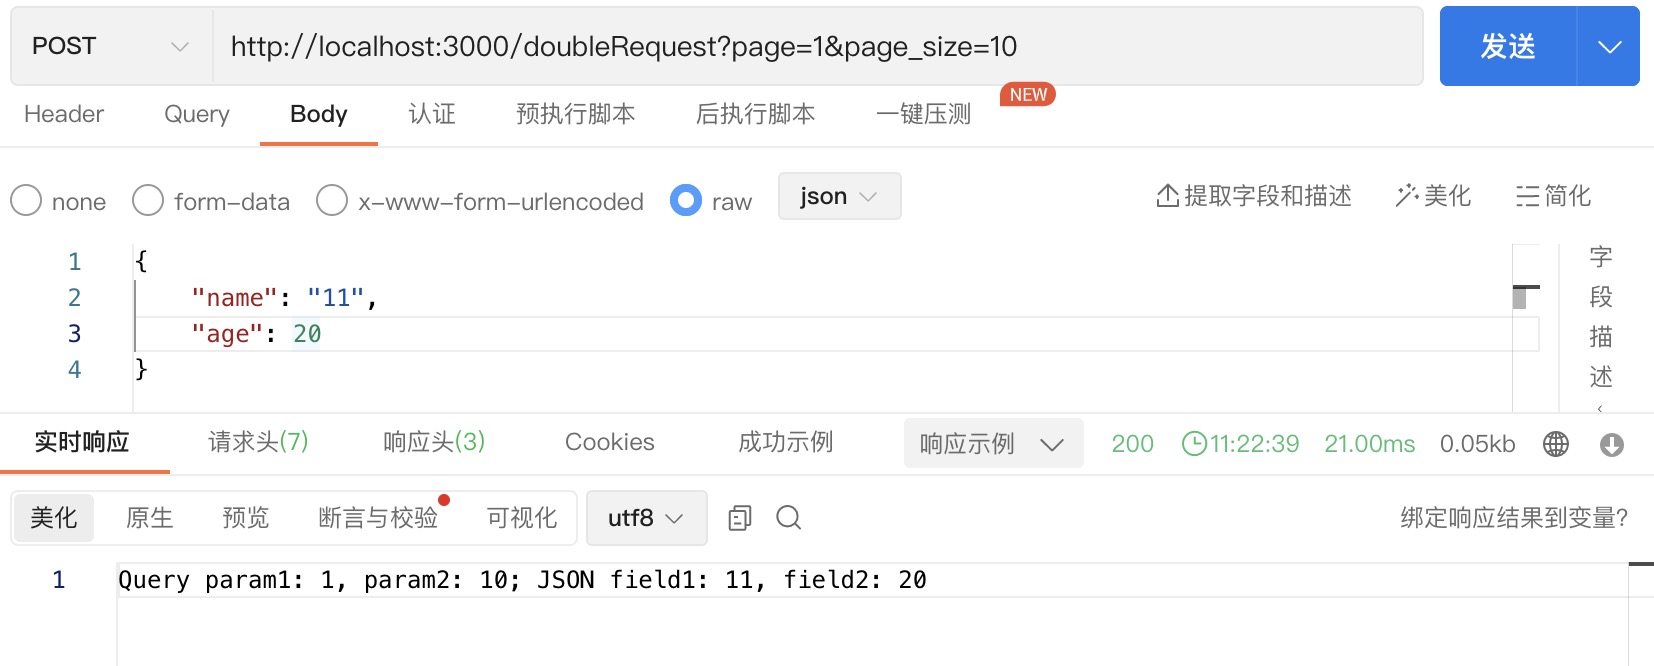 POST http://localhost:3000/doubleRequest?page=1&page_size=10 发送
Header Query Body 认证 预执行脚本 后执行脚本 一键压测 NEW
none form-data x-www-form-urlencoded raw json 提取字段和描述 美化 简化
1 {
2 "name": "11",
3 "age": 20
4 }
字
段
描
述
实时响应 请求头(7) 响应头(3) Cookies 成功示例 响应示例 200 11:22:39 21.00ms 0.05kb
美化 原生 预览 断言与校验 可视化 utf8 绑定响应结果到变量?
1 Query param1: 1, param2: 10; JSON field1: 11, field2: 20